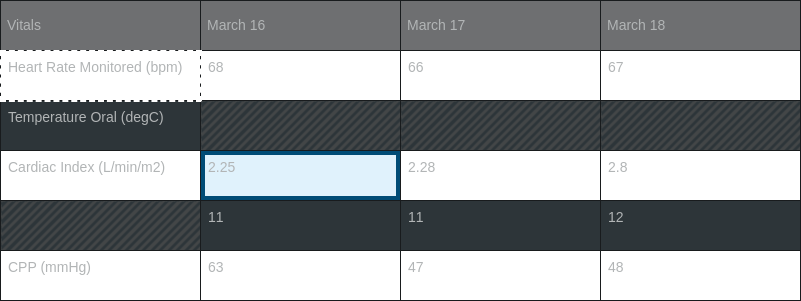 Vitals March 16 March 17 March 18
Heart Rate Monitored (bpm) 68 66 67
Temperature Oral (degC)
Cardiac Index (L/min/m2) 2.25 2.28 2.8
11 11 12
CPP (mmHg) 63 47 48